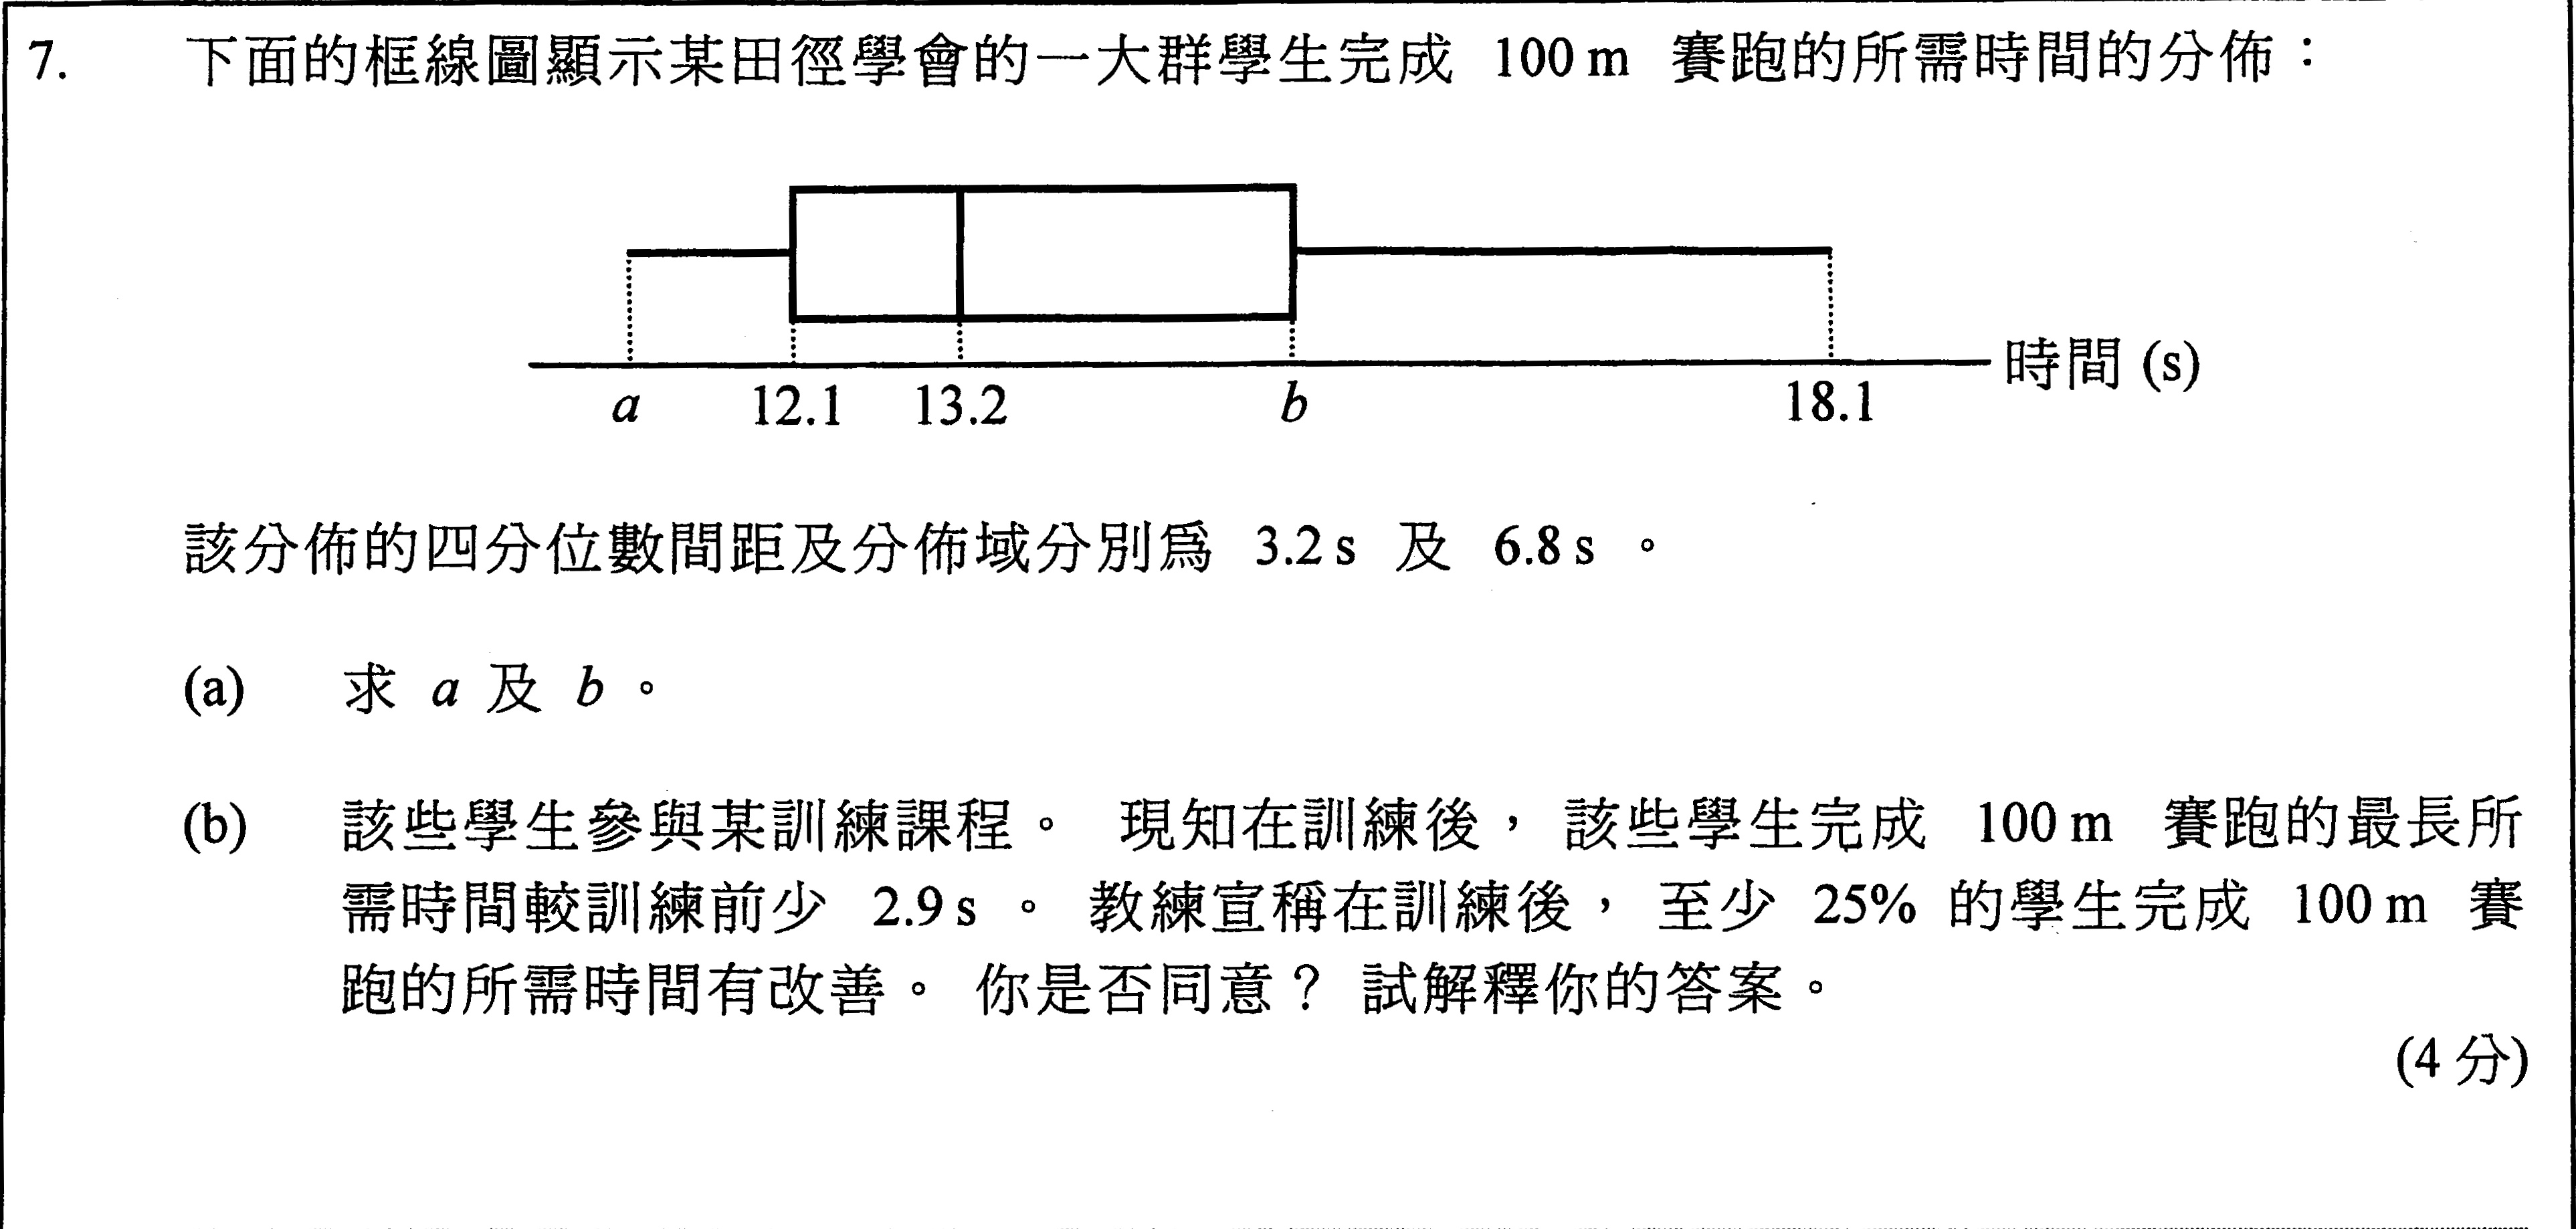 7. 下面的框線圖顯示某田徑學會的一大群學生完成 100 m 賽跑的所需時間的分佈：
時間 (s)
a 12.1 13.2 b 18.1
該分佈的四分位數間距及分佈域分別爲 3.2 s 及 6.8 s 。
(a) 求 a 及 b 。
(b) 該些學生參與某訓練課程。 現知在訓練後， 該些學生完成 100 m 賽跑的最長所
需時間較訓練前少 2.9 s 。 教練宣稱在訓練後， 至少 25% 的學生完成 100 m 賽
跑的所需時間有改善。 你是否同意？ 試解釋你的答案。
(4 分)